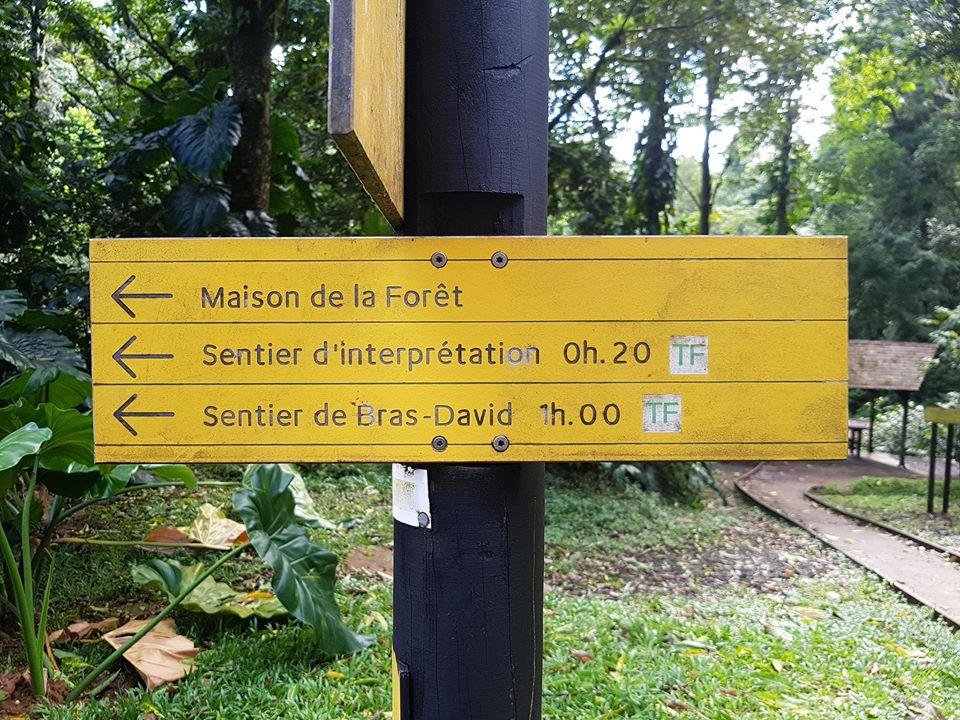 ← Maison de la Forêt
← Sentier d'interprétation 0h.20 TF
← Sentier de Bras-David 1h.00 TF